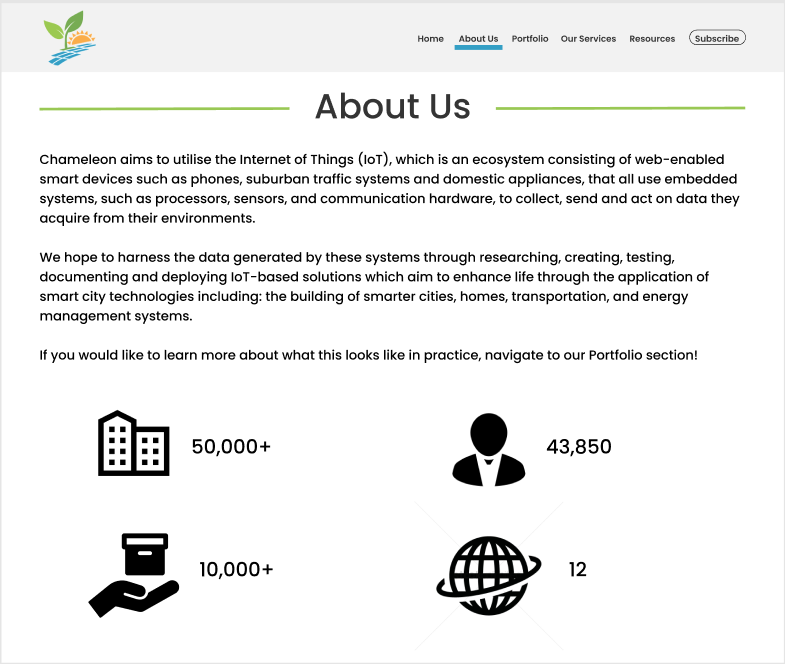 Home About Us Portfolio Our Services Resources Subscribe
About Us
Chameleon aims to utilise the Internet of Things (IoT), which is an ecosystem consisting of web-enabled
smart devices such as phones, suburban traffic systems and domestic appliances, that all use embedded
systems, such as processors, sensors, and communication hardware, to collect, send and act on data they
acquire from their environments.
We hope to harness the data generated by these systems through researching, creating, testing,
documenting and deploying IoT-based solutions which aim to enhance life through the application of
smart city technologies including: the building of smarter cities, homes, transportation, and energy
management systems.
If you would like to learn more about what this looks like in practice, navigate to our Portfolio section!
50,000+ 43,850
10,000+ 12